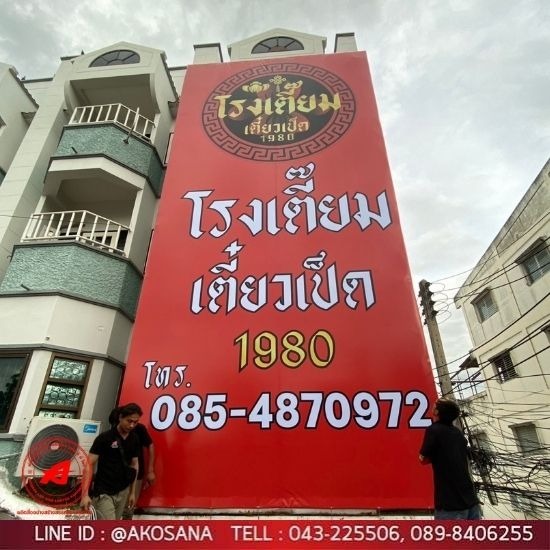 โรงเตี๊ยม
เตี๋ยวเป็ด
1980
โรงเตี๊ยม
เตี๋ยวเป็ด
1980
โทร.
085-4870972
Midea
A
LINE ID : @AKOSANA TELL : 043-225506, 089-8406255